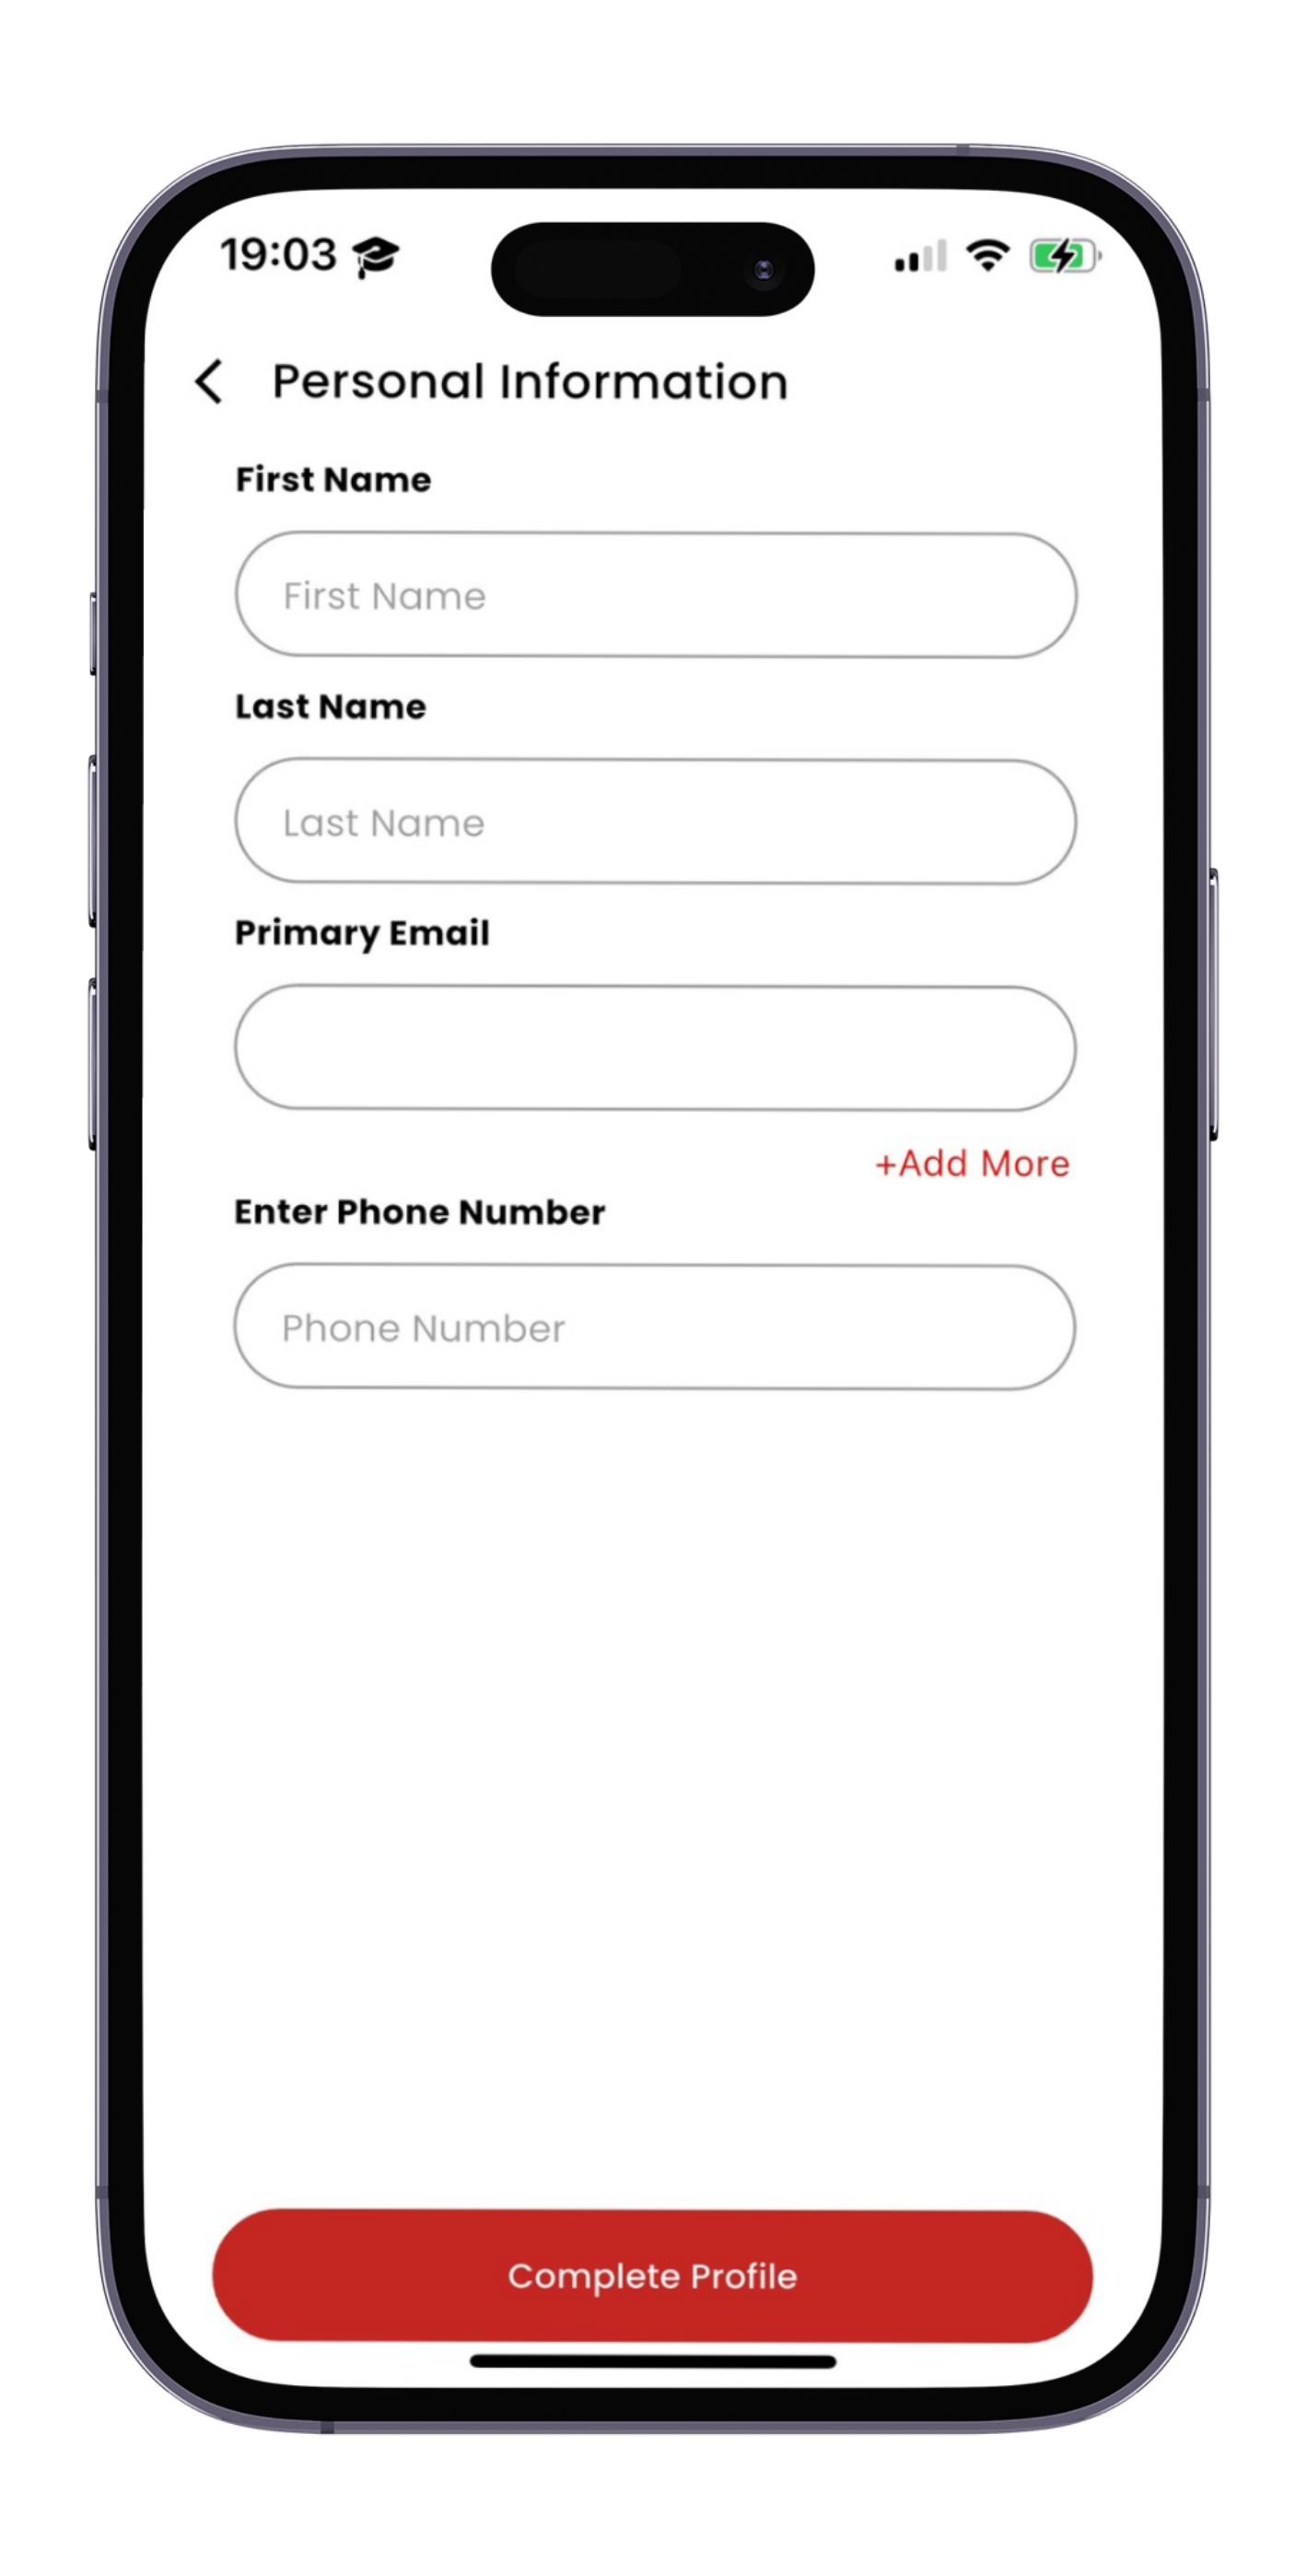 19:03
Personal Information
First Name
First Name
Last Name
Last Name
Primary Email
+Add More
Enter Phone Number
Phone Number
Complete Profile